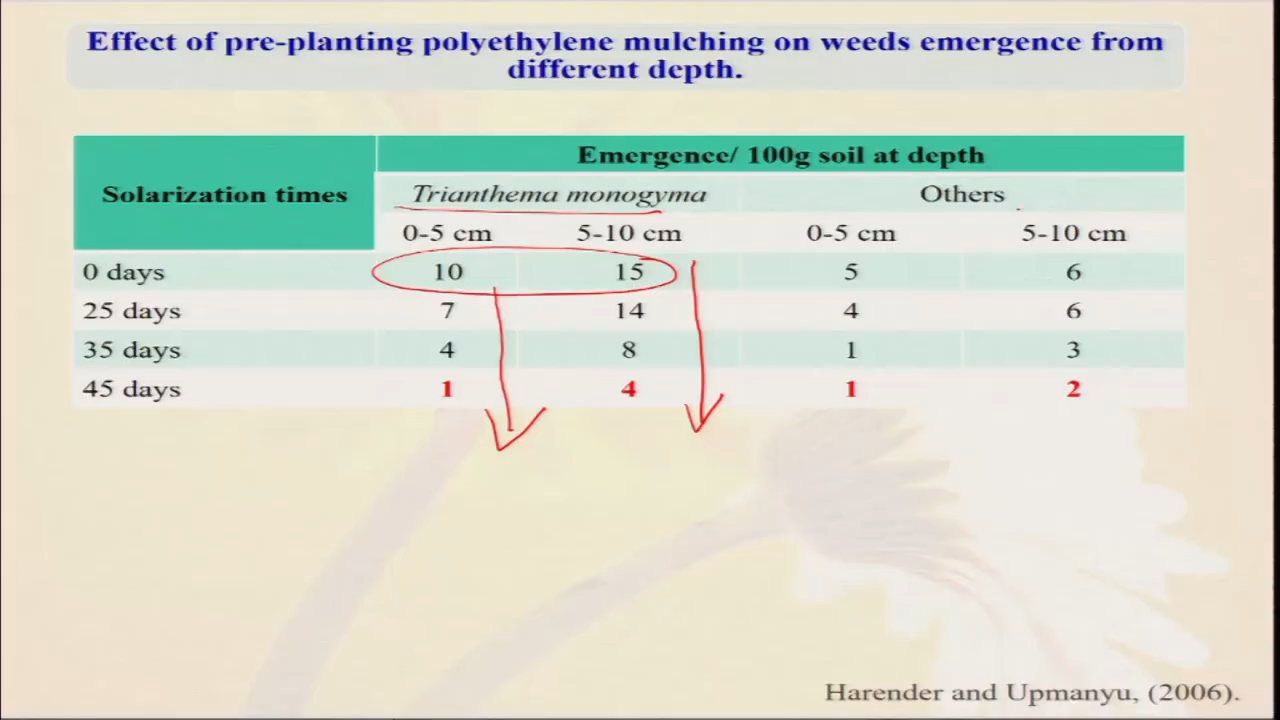 Effect of pre-planting polyethylene mulching on weeds emergence from
different depth.
Emergence/ 100g soil at depth
Solarization times
Trianthema monogyma Others
0-5 cm 5-10 cm 0-5 cm 5-10 cm
0 days 10 15 5 6
25 days 7 14 4 6
35 days 4 8 1 3
45 days 1 4 1 2
Harender and Upmanyu, (2006).